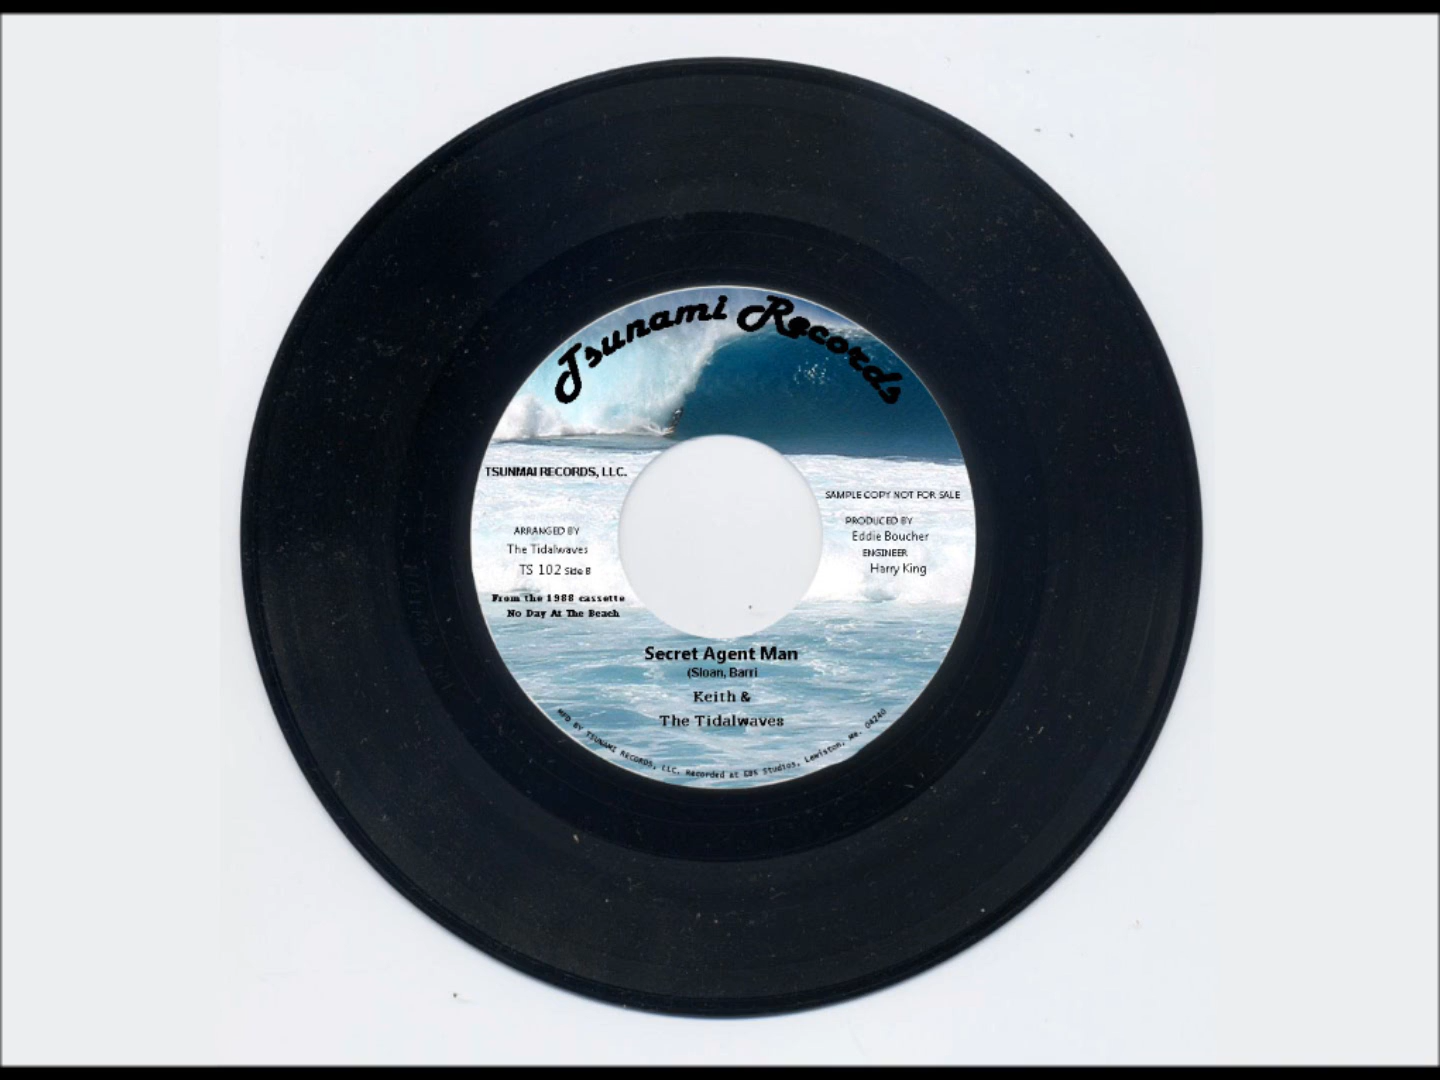 Tsunami Records
TSUNMAI RECORDS, LLC.
ARRANGED BY
The Tidalwaves
TS 102 Side B
From the 1988 cassette
No Day At The Beach
SAMPLE COPY NOT FOR SALE
PRODUCED BY
Eddie Boucher
ENGINEER
Harry King
Secret Agent Man
(Sloan, Barri
Keith &
The Tidalwaves
MFD BY TSUNAMI RECORDS, LLC. Recorded at EBS Studios, Lewiston, Me. 04240